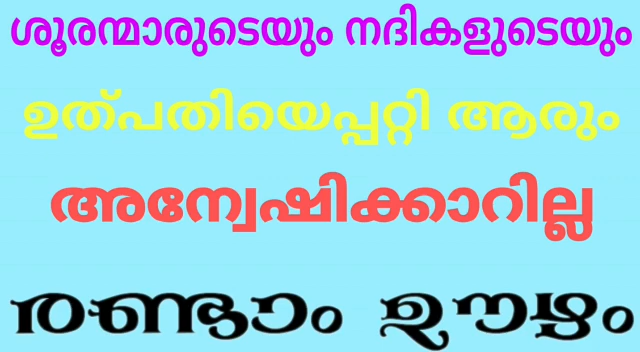 ശൂരന്മാരുടെയും നദികളുടെയും
ഉത്പതിയെപ്പറ്റി ആരും
അന്വേഷിക്കാറില്ല
രണ്ടാം ഊഴം